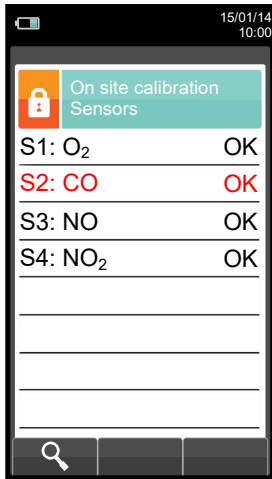 15/01/14
10:00
On site calibration
Sensors
S1: O₂ OK
S2: CO OK
S3: NO OK
S4: NO₂ OK